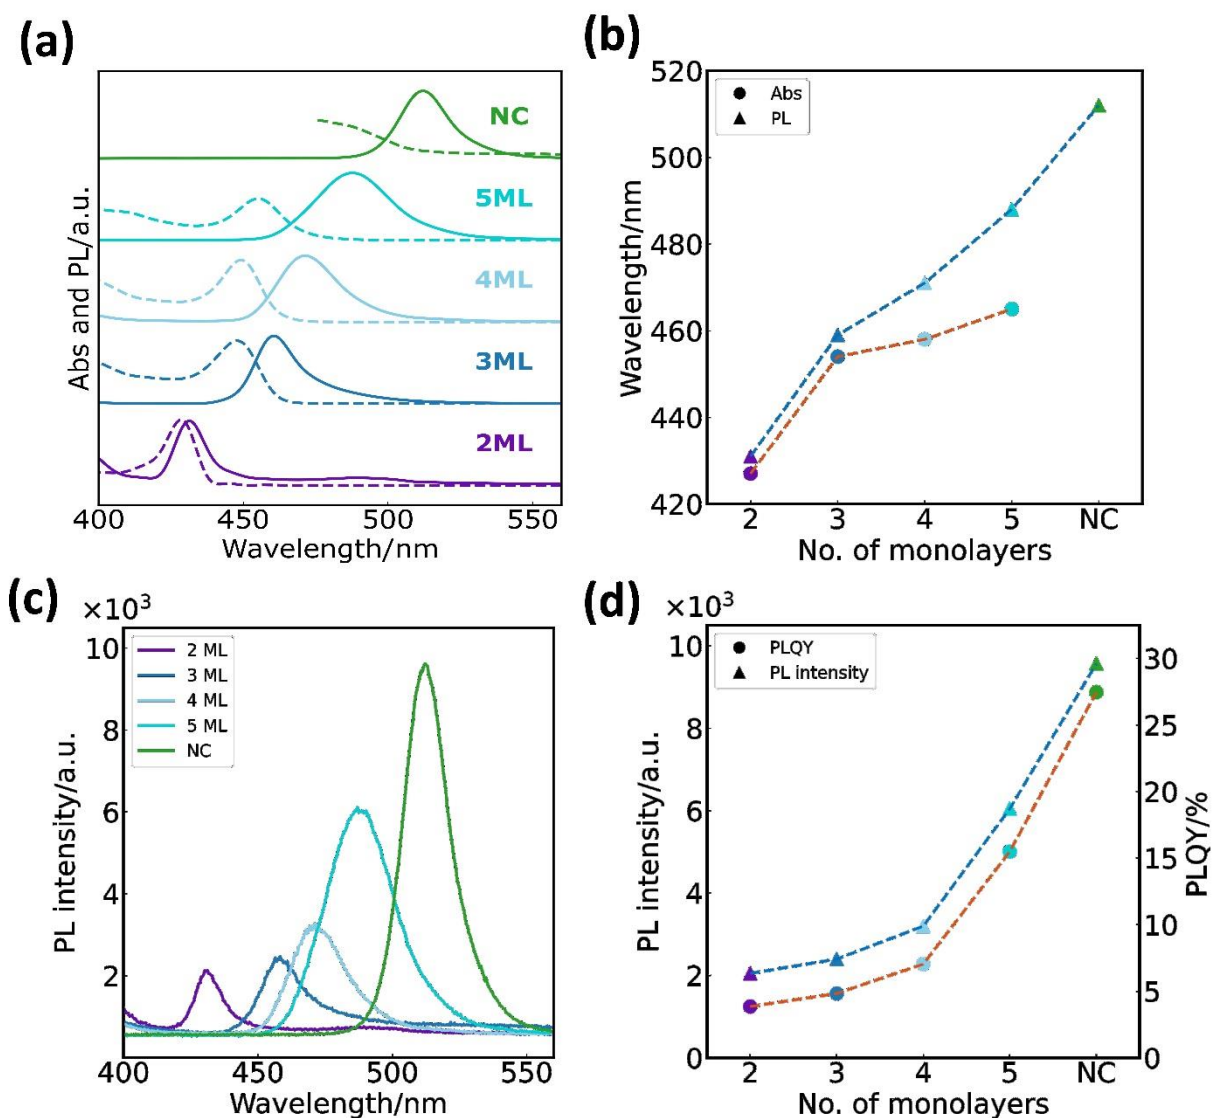 (a)
NC
5ML
4ML
3ML
2ML
Abs and PL/a.u.
400 450 500 550
Wavelength/nm
(b)
520
500
480
460
440
420
Abs
PL
Wavelength/nm
2 3 4 5 NC
No. of monolayers
(c)
×10³
10
8
6
4
2
2 ML
3 ML
4 ML
5 ML
NC
PL intensity/a.u.
400 450 500 550
Wavelength/nm
(d)
×10³
10
8
6
4
2
0
PLQY
PL intensity
PL intensity/a.u.
30
25
20
15
10
5
0
PLQY/%
2 3 4 5 NC
No. of monolayers